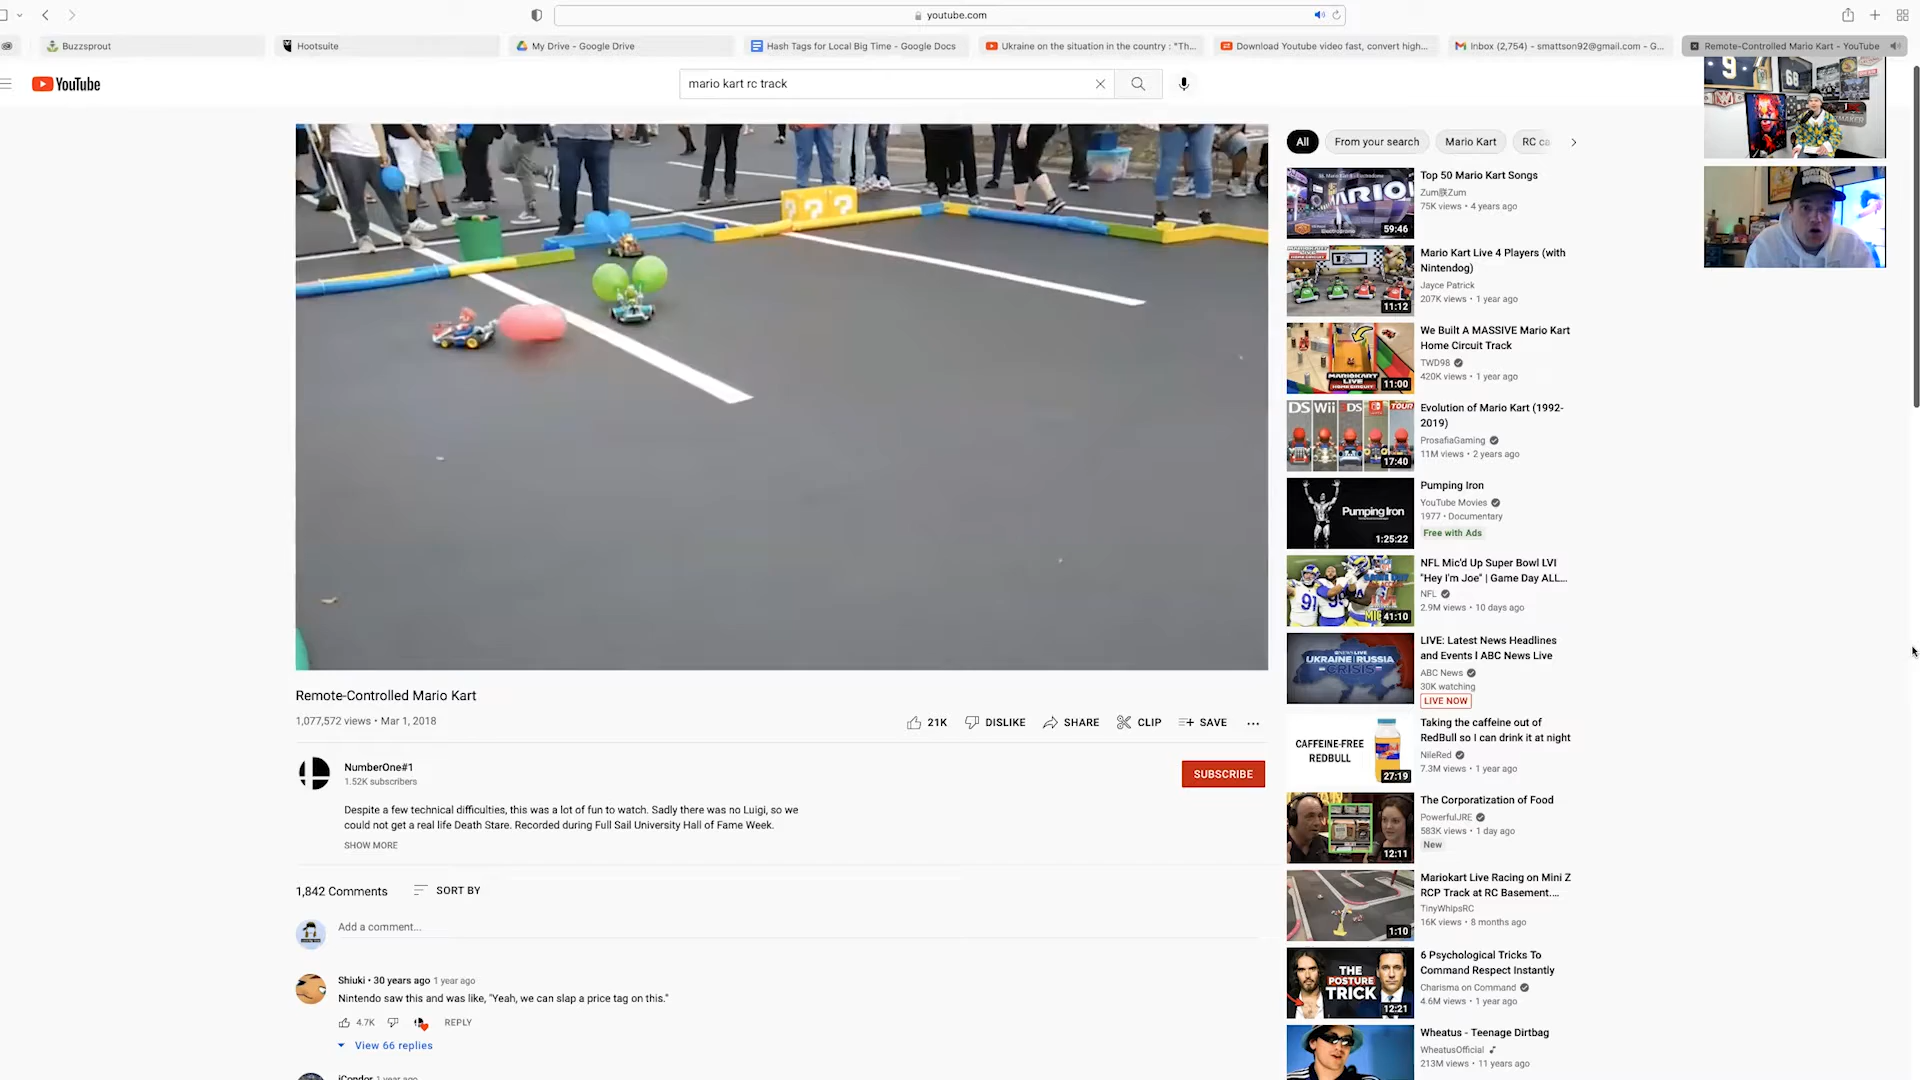 youtube.com
Buzzsprout
Hootsuite
My Drive - Google Drive
Hash Tags for Local Big Time - Google Docs
Ukraine on the situation in the country : "Th...
Download Youtube video fast, convert high...
Inbox (2,754) - smattson92@gmail.com - G...
Remote-Controlled Mario Kart - YouTube
YouTube
mario kart rc track
9
68
All
From your search
Mario Kart
RC ca
Top 50 Mario Kart Songs
Zum朕Zum
75K views • 4 years ago
59:46
Mario Kart Live 4 Players (with
Nintendog)
Jayce Patrick
207K views • 1 year ago
11:12
We Built A MASSIVE Mario Kart
Home Circuit Track
TWD98
420K views • 1 year ago
MARIOKART
LIVE
11:00
DS Wii 3DS TOUR
Evolution of Mario Kart (1992-
2019)
ProsafiaGaming
11M views • 2 years ago
17:40
Pumping Iron
Pumping Iron
YouTube Movies
1977 • Documentary
Free with Ads
1:25:22
NFL Mic'd Up Super Bowl LVI
"Hey I'm Joe" | Game Day ALL...
NFL
2.9M views • 10 days ago
41:10
UKRAINE RUSSIA
CRISIS
LIVE: Latest News Headlines
and Events l ABC News Live
ABC News
30K watching
LIVE NOW
CAFFEINE-FREE
REDBULL
Taking the caffeine out of
RedBull so I can drink it at night
NileRed
7.3M views • 1 year ago
27:19
The Corporatization of Food
PowerfulJRE
583K views • 1 day ago
New
12:11
Mariokart Live Racing on Mini Z
RCP Track at RC Basement....
TinyWhipsRC
16K views • 8 months ago
1:10
THE
POSTURE
TRICK
6 Psychological Tricks To
Command Respect Instantly
Charisma on Command
4.6M views • 1 year ago
12:21
Wheatus - Teenage Dirtbag
WheatusOfficial
213M views • 11 years ago
? ? ?
Remote-Controlled Mario Kart
1,077,572 views • Mar 1, 2018
21K
DISLIKE
SHARE
CLIP
SAVE
NumberOne#1
1.52K subscribers
SUBSCRIBE
Despite a few technical difficulties, this was a lot of fun to watch. Sadly there was no Luigi, so we
could not get a real life Death Stare. Recorded during Full Sail University Hall of Fame Week.
SHOW MORE
1,842 Comments
SORT BY
Add a comment...
Shiuki • 30 years ago 1 year ago
Nintendo saw this and was like, "Yeah, we can slap a price tag on this."
4.7K
REPLY
View 66 replies
iCondor 1 year ago